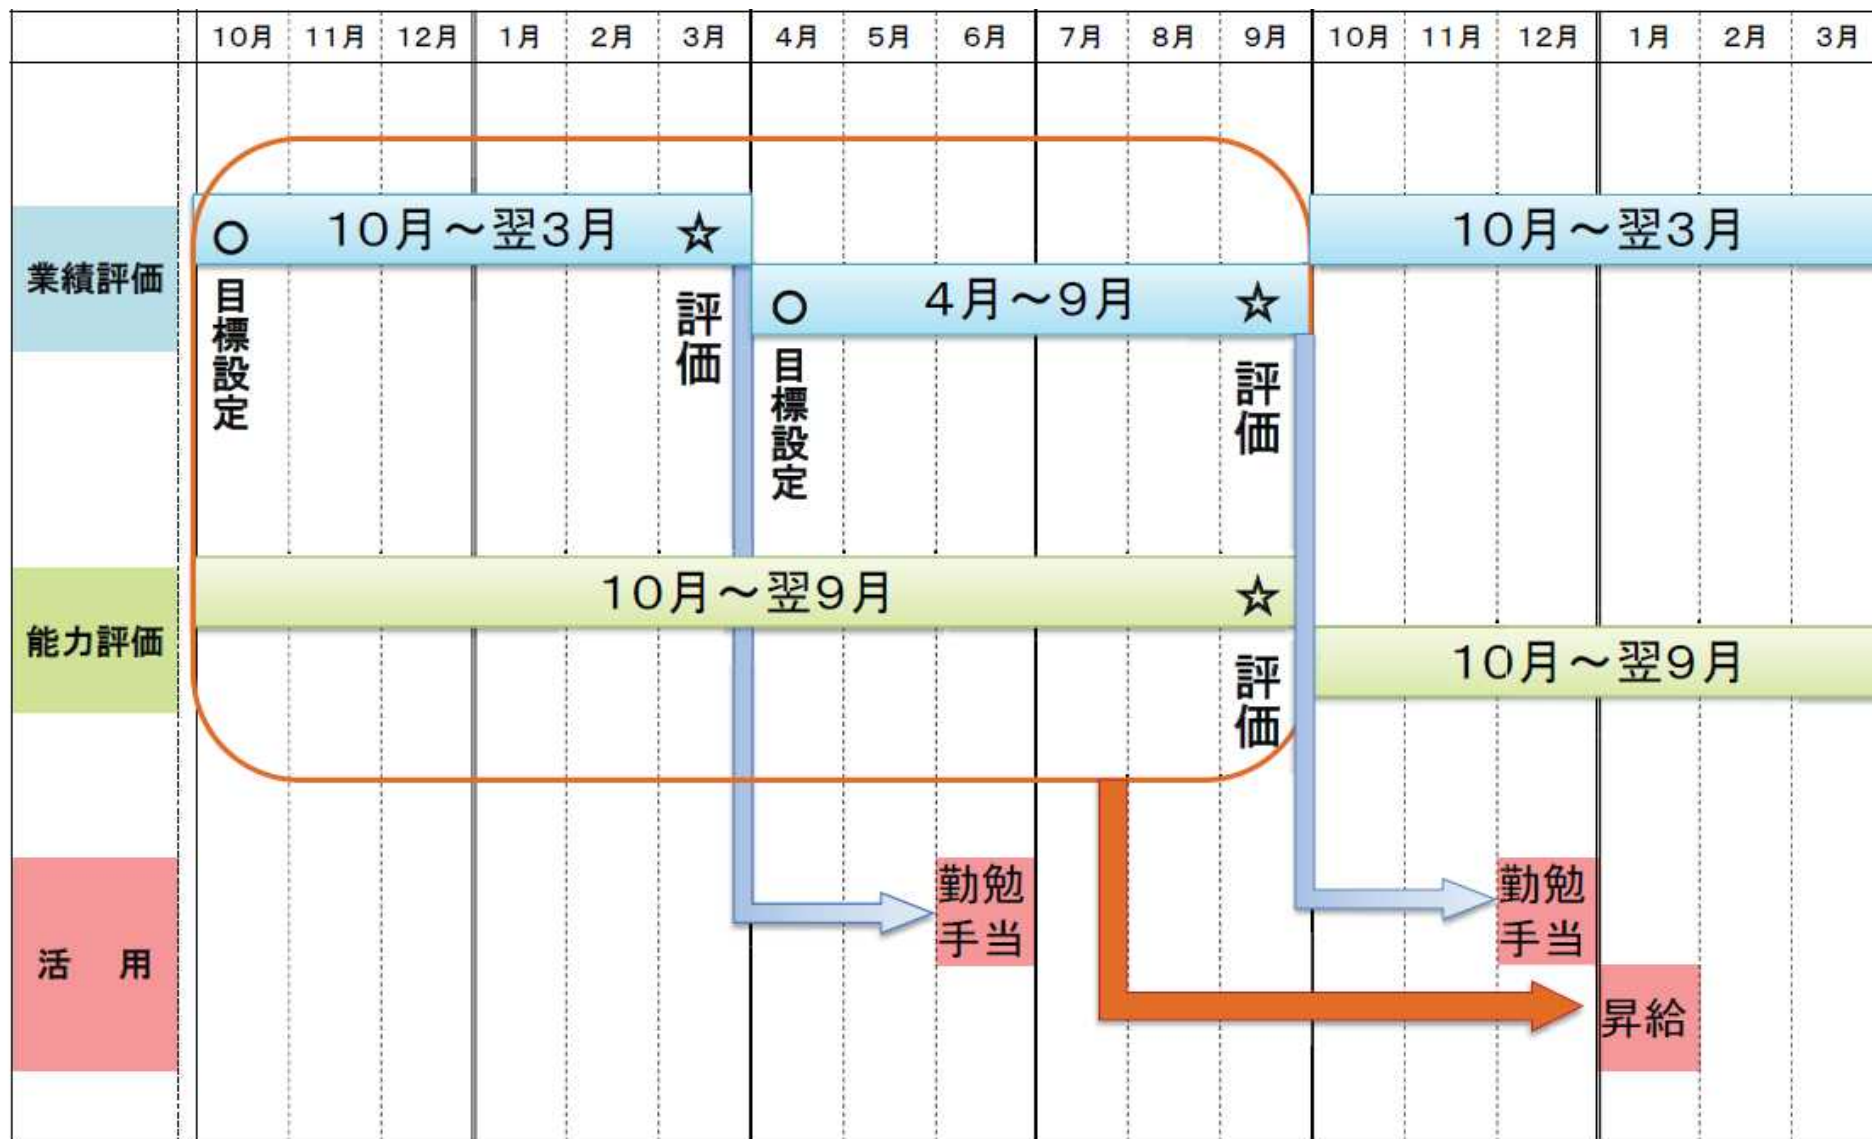 10月 11月 12月 1月 2月 3月 4月 5月 6月 7月 8月 9月 10月 11月 12月 1月 2月 3月
業績評価
○ 10月～翌3月 ☆
目標設定
評価
○ 4月～9月 ☆
目標設定
評価
10月～翌3月
能力評価
10月～翌9月 ☆
評価
10月～翌9月
活 用
勤勉
手当
勤勉
手当
昇給